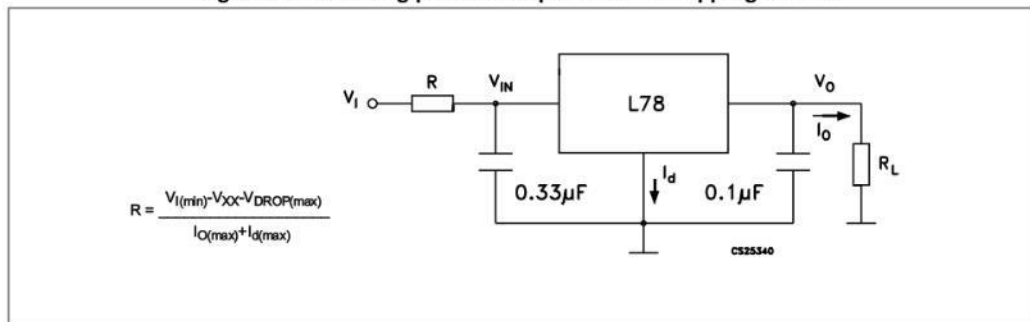 R
V_IN
V_O
V_I
L78
I_O
R_L
I_d
0.33µF
0.1µF
R = V_I(min)-V_XX-V_DROP(max)
I_O(max)+I_d(max)
CS25340